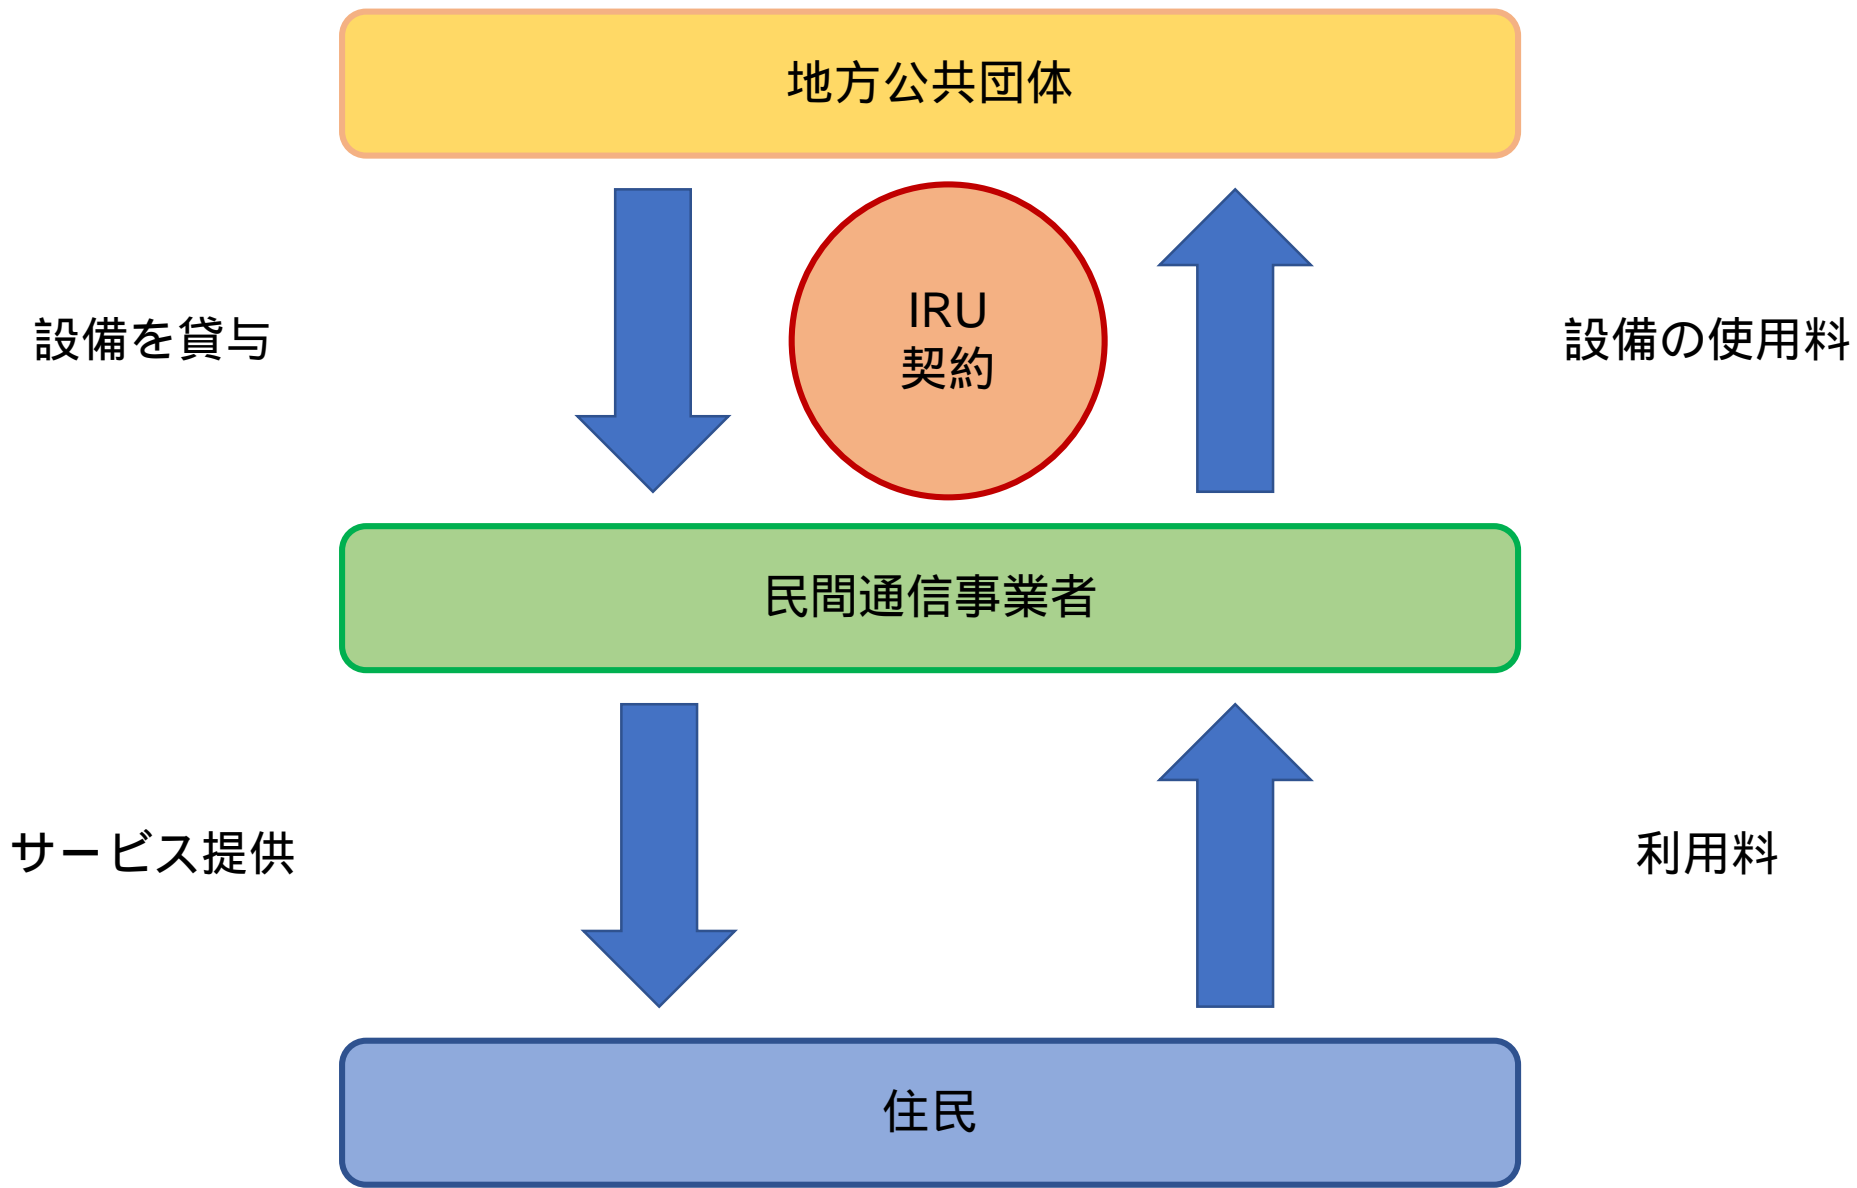 地方公共団体
設備を貸与
IRU
契約
設備の使用料
民間通信事業者
サービス提供
利用料
住民